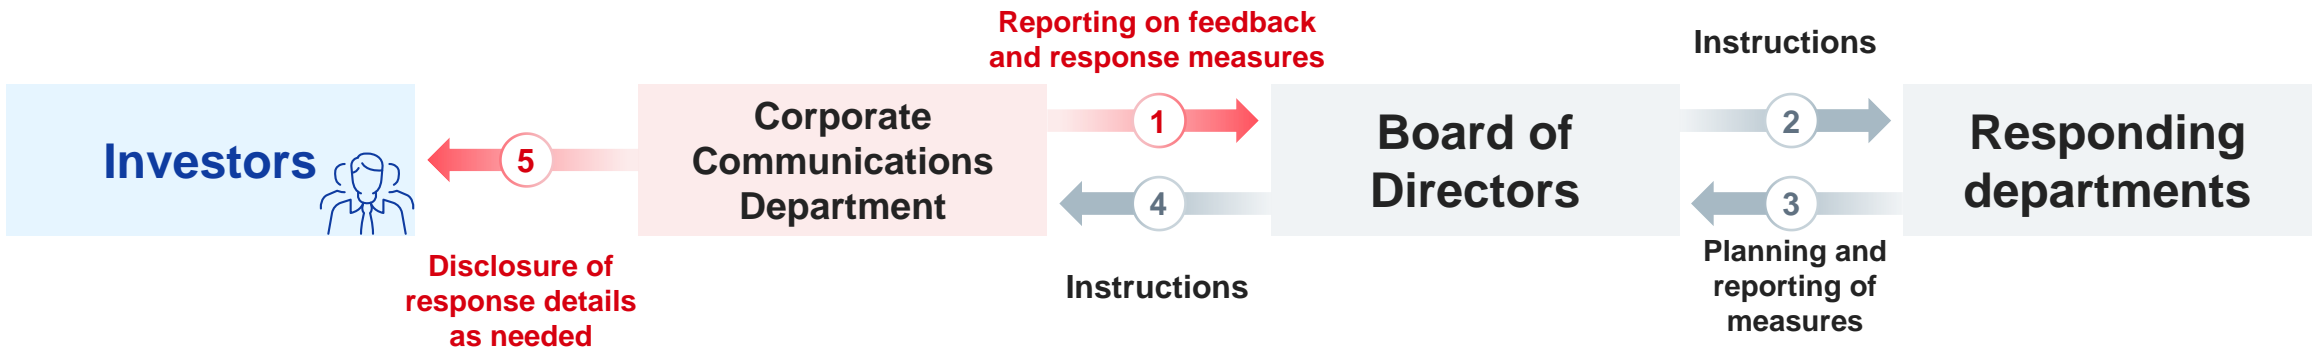 Reporting on feedback
and response measures
Instructions
Investors
5
Corporate
Communications
Department
1
4
Board of
Directors
2
3
Responding
departments
Disclosure of
response details
as needed
Instructions
Planning and
reporting of
measures